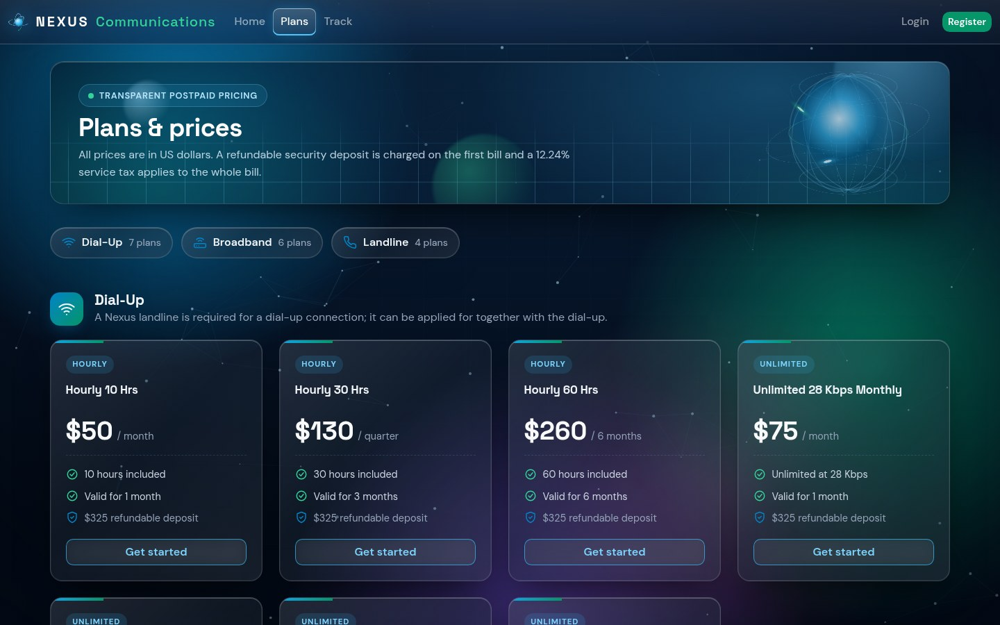 NEXUS Communications Home Plans Track Login Register
TRANSPARENT POSTPAID PRICING
Plans & prices
All prices are in US dollars. A refundable security deposit is charged on the first bill and a 12.24%
service tax applies to the whole bill.
Dial-Up 7 plans Broadband 6 plans Landline 4 plans
Dial-Up
A Nexus landline is required for a dial-up connection; it can be applied for together with the dial-up.
HOURLY
Hourly 10 Hrs
$50 / month
10 hours included
Valid for 1 month
$325 refundable deposit
Get started
HOURLY
Hourly 30 Hrs
$130 / quarter
30 hours included
Valid for 3 months
$325 refundable deposit
Get started
HOURLY
Hourly 60 Hrs
$260 / 6 months
60 hours included
Valid for 6 months
$325 refundable deposit
Get started
UNLIMITED
Unlimited 28 Kbps Monthly
$75 / month
Unlimited at 28 Kbps
Valid for 1 month
$325 refundable deposit
Get started
UNLIMITED
UNLIMITED
UNLIMITED